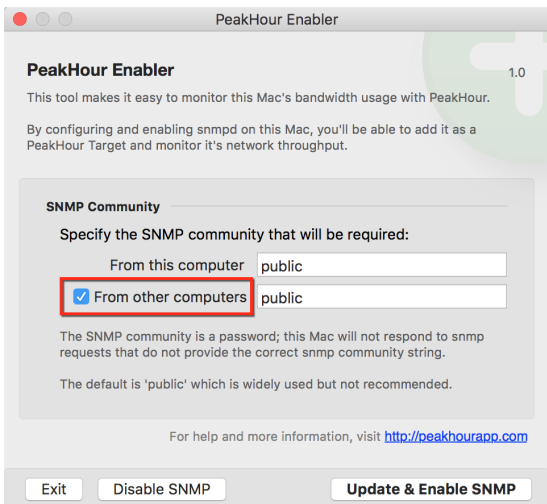 PeakHour Enabler
PeakHour Enabler
1.0
This tool makes it easy to monitor this Mac's bandwidth usage with PeakHour.
By configuring and enabling snmpd on this Mac, you'll be able to add it as a
PeakHour Target and monitor it's network throughput.
SNMP Community
Specify the SNMP community that will be required:
From this computer public
From other computers public
The SNMP community is a password; this Mac will not respond to snmp
requests that do not provide the correct snmp community string.
The default is 'public' which is widely used but not recommended.
For help and more information, visit http://peakhourapp.com
Exit Disable SNMP Update & Enable SNMP